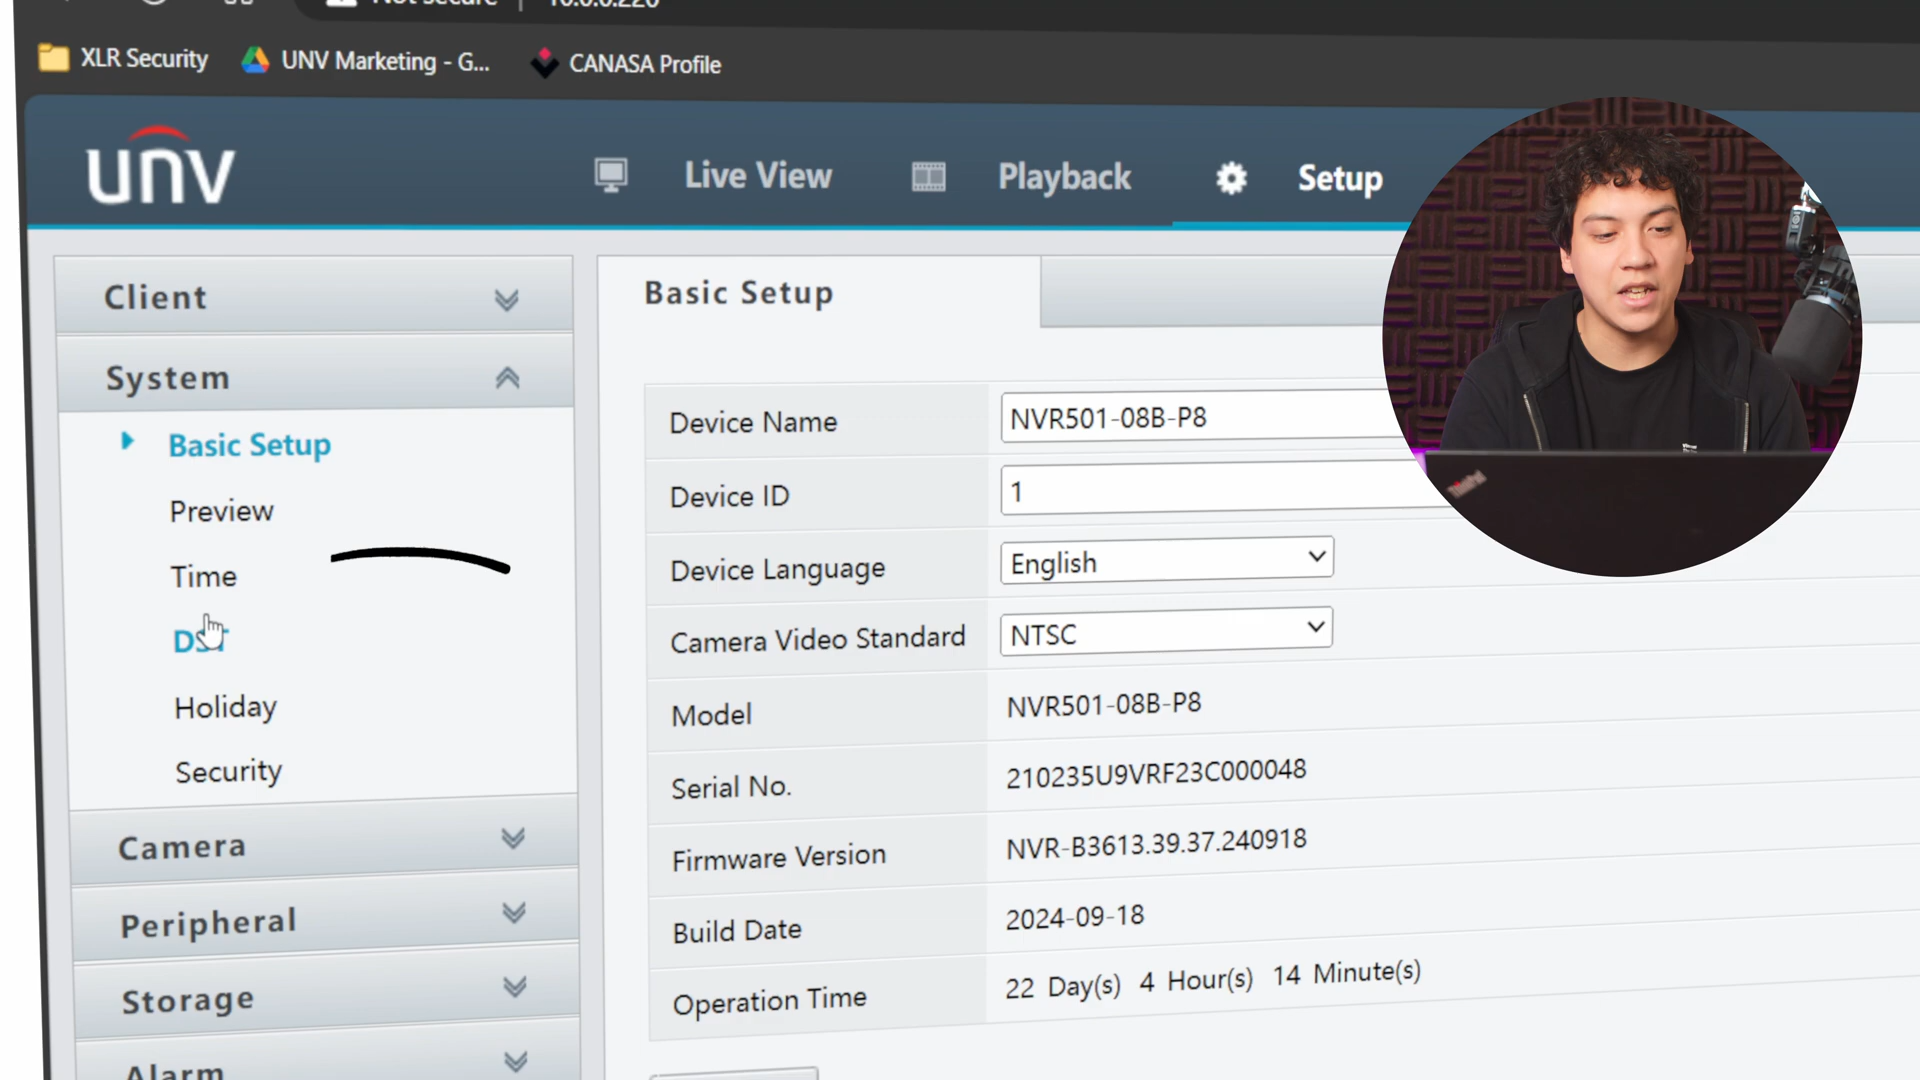 XLR Security
UNV Marketing - G...
CANASA Profile
unv
Live View
Playback
Setup
Client
System
Basic Setup
Preview
Time
DST
Holiday
Security
Camera
Peripheral
Storage
Alarm
Basic Setup
Device Name NVR501-08B-P8
Device ID 1
Device Language English
Camera Video Standard NTSC
Model NVR501-08B-P8
Serial No. 210235U9VRF23C000048
Firmware Version NVR-B3613.39.37.240918
Build Date 2024-09-18
Operation Time 22 Day(s) 4 Hour(s) 14 Minute(s)